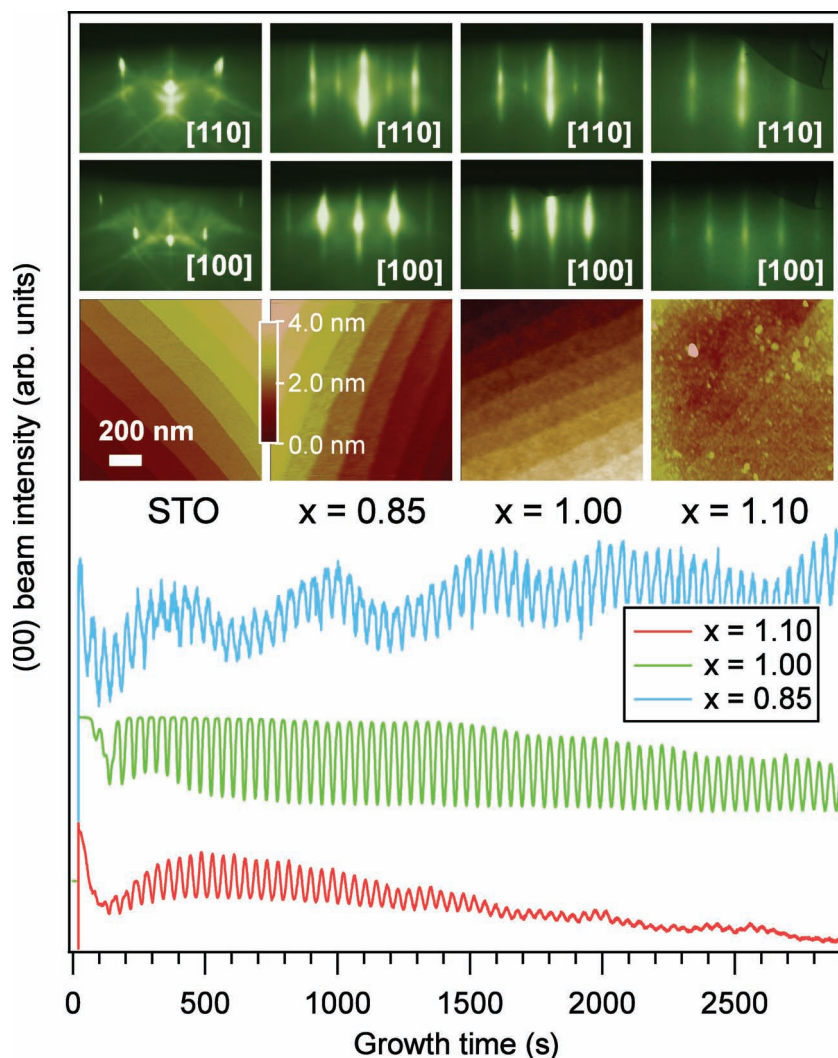 [110] [110] [110] [110]
[100] [100] [100] [100]
4.0 nm
2.0 nm
0.0 nm
200 nm
STO x = 0.85 x = 1.00 x = 1.10
(00) beam intensity (arb. units)
x = 1.10
x = 1.00
x = 0.85
0 500 1000 1500 2000 2500
Growth time (s)